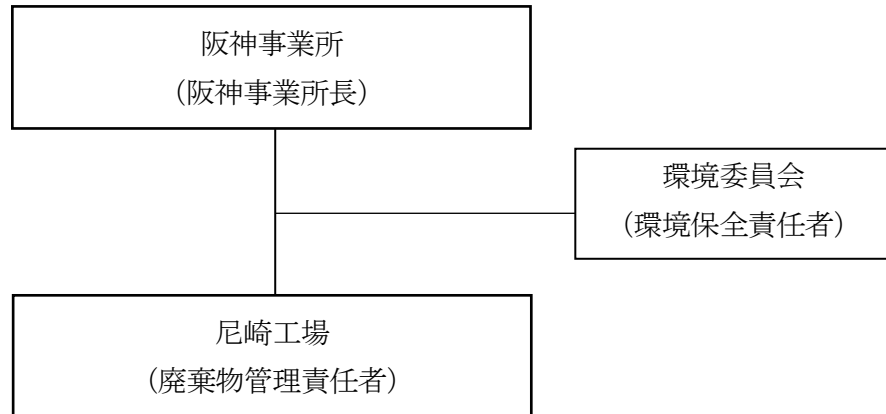 阪神事業所
(阪神事業所長)
環境委員会
(環境保全責任者)
尼崎工場
(廃棄物管理責任者)